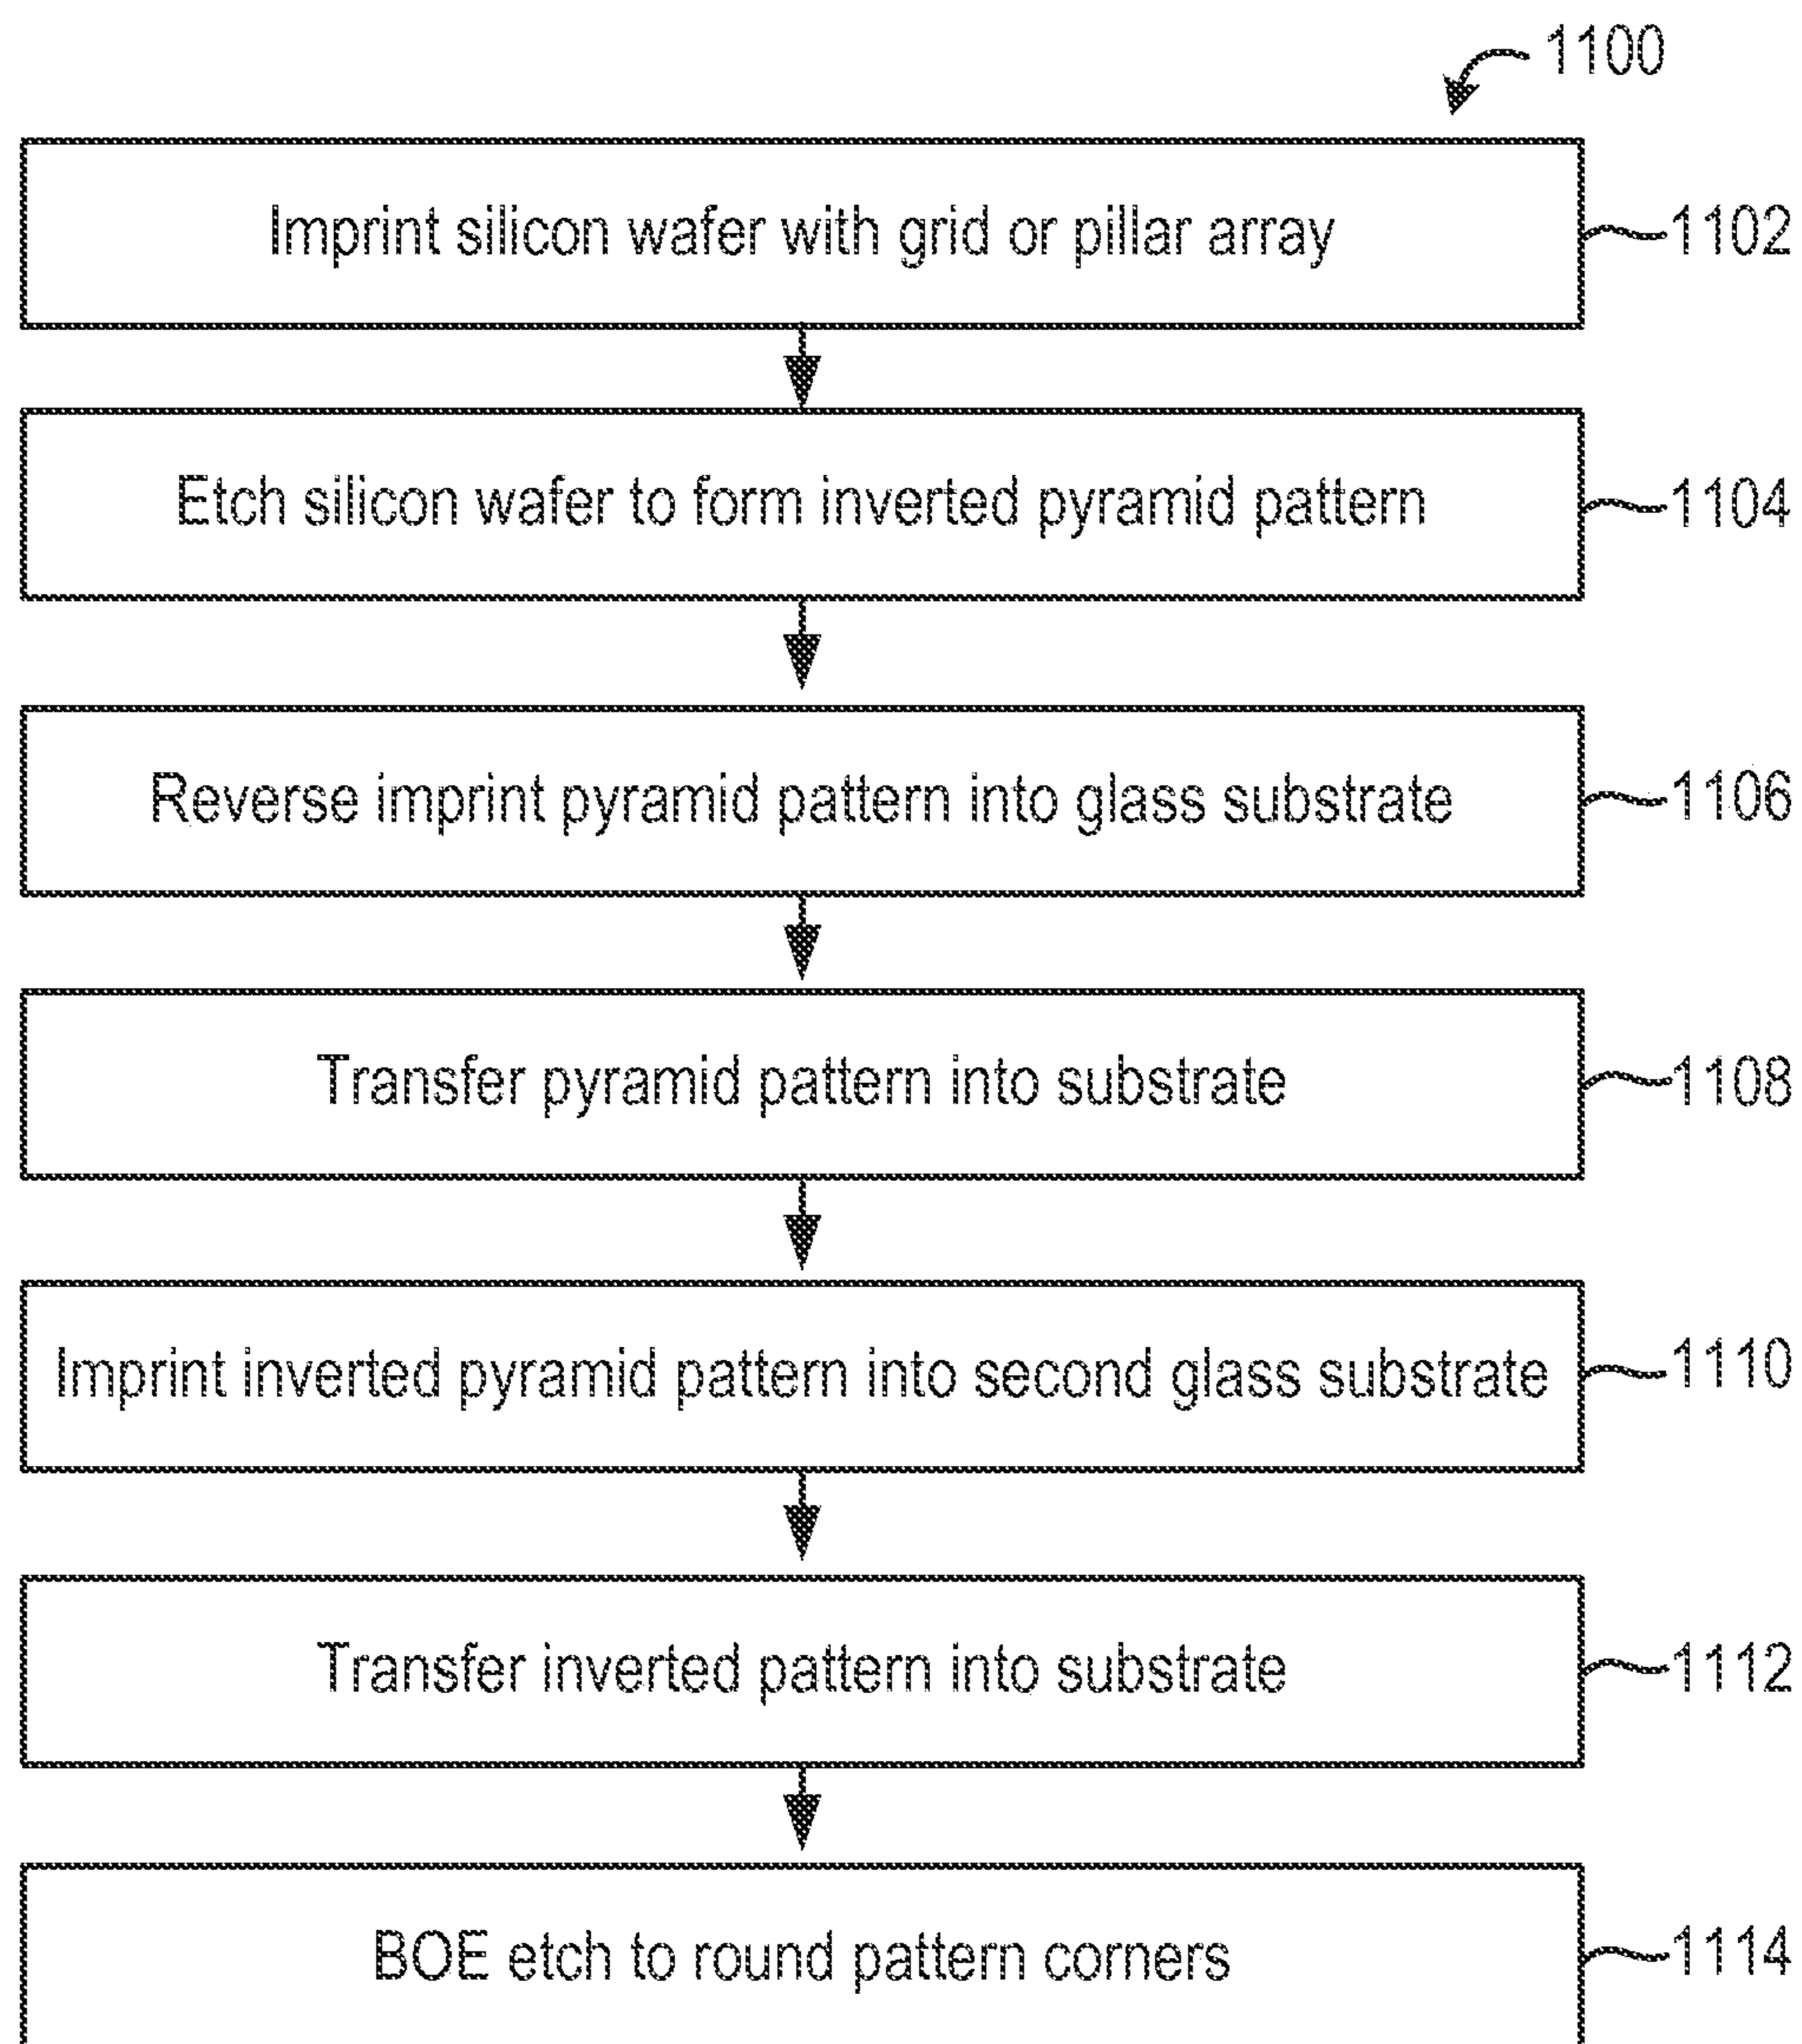 1100
Imprint silicon wafer with grid or pillar array
1102
Etch silicon wafer to form inverted pyramid pattern
1104
Reverse imprint pyramid pattern into glass substrate
1106
Transfer pyramid pattern into substrate
1108
Imprint inverted pyramid pattern into second glass substrate
1110
Transfer inverted pattern into substrate
1112
BOE etch to round pattern corners
1114